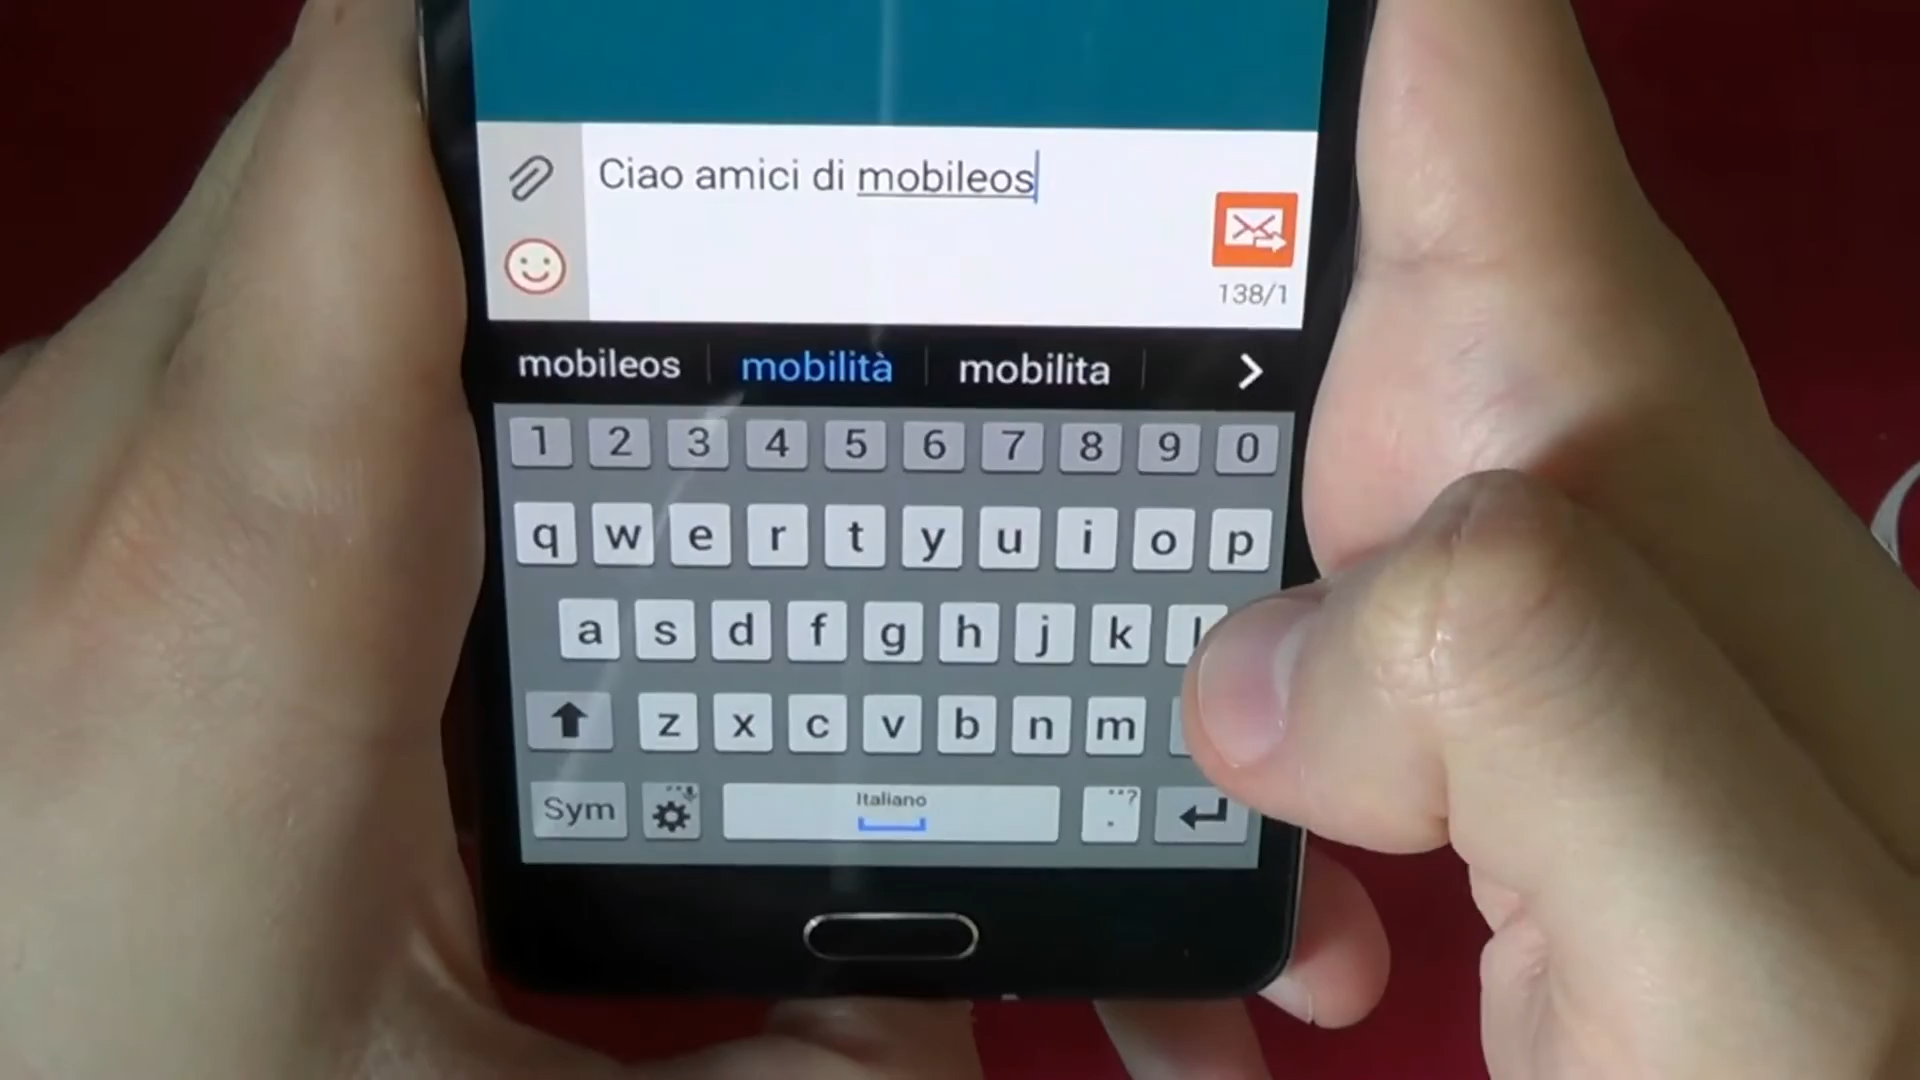 Ciao amici di mobileos
138/1
mobileos mobilità mobilita
1 2 3 4 5 6 7 8 9 0
q w e r t y u i o p
a s d f g h j k l
z x c v b n m
Sym Italiano . ?